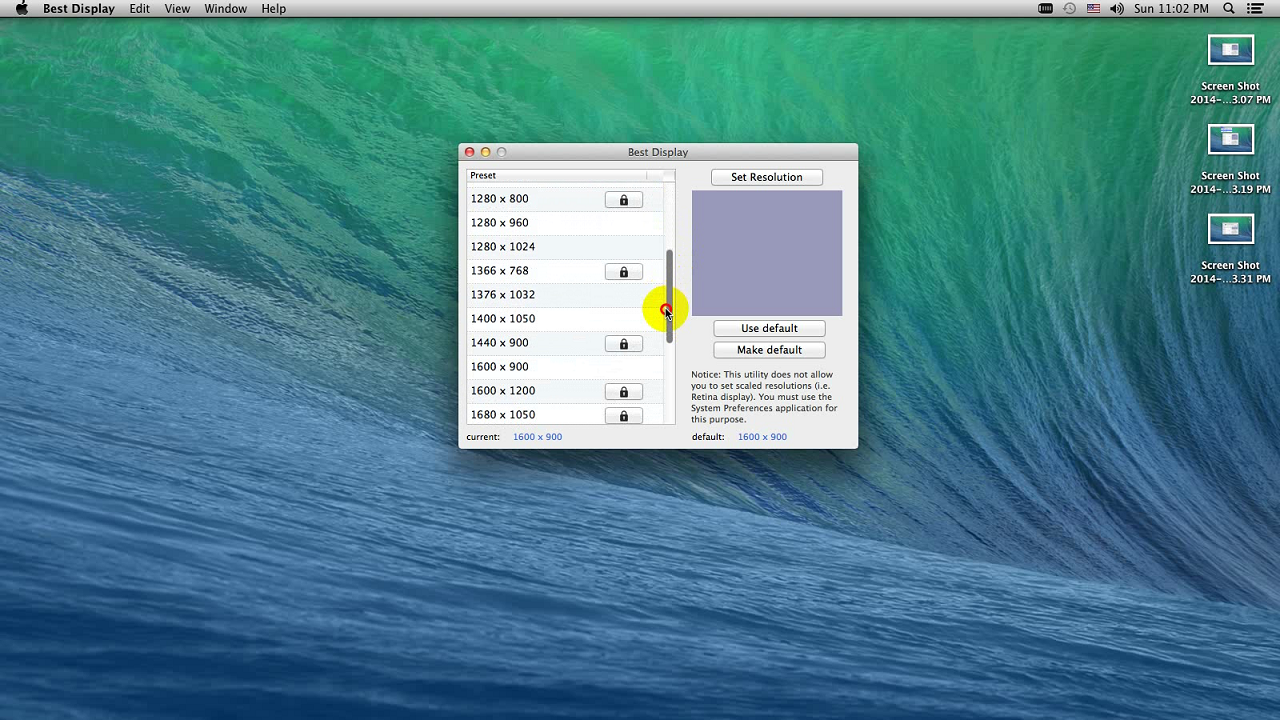 Best Display Edit View Window Help Sun 11:02 PM
Screen Shot
2014-...3.07 PM
Screen Shot
2014-...3.19 PM
Screen Shot
2014-...3.31 PM
Best Display
Preset
1280 x 800
1280 x 960
1280 x 1024
1366 x 768
1376 x 1032
1400 x 1050
1440 x 900
1600 x 900
1600 x 1200
1680 x 1050
current: 1600 x 900
Set Resolution
Use default
Make default
Notice: This utility does not allow
you to set scaled resolutions (i.e.
Retina display). You must use the
System Preferences application for
this purpose.
default: 1600 x 900